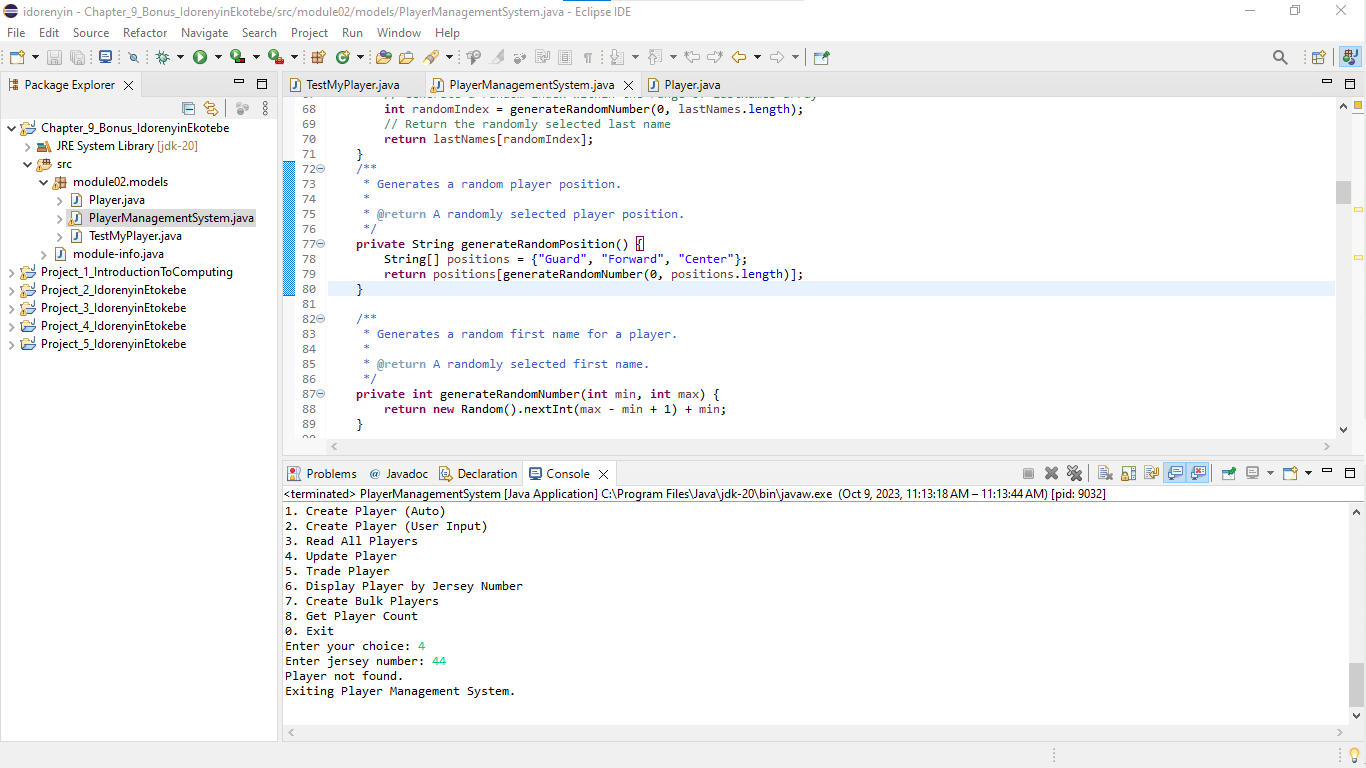 idorenyin - Chapter_9_Bonus_IdorenyinEkotebe/src/module02/models/PlayerManagementSystem.java - Eclipse IDE
File Edit Source Refactor Navigate Search Project Run Window Help
Package Explorer
Chapter_9_Bonus_IdorenyinEkotebe
JRE System Library [jdk-20]
src
module02.models
Player.java
PlayerManagementSystem.java
TestMyPlayer.java
module-info.java
Project_1_IntroductionToComputing
Project_2_IdorenyinEtokebe
Project_3_IdorenyinEtokebe
Project_4_IdorenyinEtokebe
Project_5_IdorenyinEtokebe
TestMyPlayer.java PlayerManagementSystem.java Player.java
68 int randomIndex = generateRandomNumber(0, lastNames.length);
69 // Return the randomly selected last name
70 return lastNames[randomIndex];
71 }
72 /**
73 * Generates a random player position.
74 *
75 * @return A randomly selected player position.
76 */
77 private String generateRandomPosition() {
78 String[] positions = {"Guard", "Forward", "Center"};
79 return positions[generateRandomNumber(0, positions.length)];
80 }
81
82 /**
83 * Generates a random first name for a player.
84 *
85 * @return A randomly selected first name.
86 */
87 private int generateRandomNumber(int min, int max) {
88 return new Random().nextInt(max - min + 1) + min;
89 }
Problems @ Javadoc Declaration Console
<terminated> PlayerManagementSystem [Java Application] C:\Program Files\Java\jdk-20\bin\javaw.exe (Oct 9, 2023, 11:13:18 AM – 11:13:44 AM) [pid: 9032]
1. Create Player (Auto)
2. Create Player (User Input)
3. Read All Players
4. Update Player
5. Trade Player
6. Display Player by Jersey Number
7. Create Bulk Players
8. Get Player Count
0. Exit
Enter your choice: 4
Enter jersey number: 44
Player not found.
Exiting Player Management System.